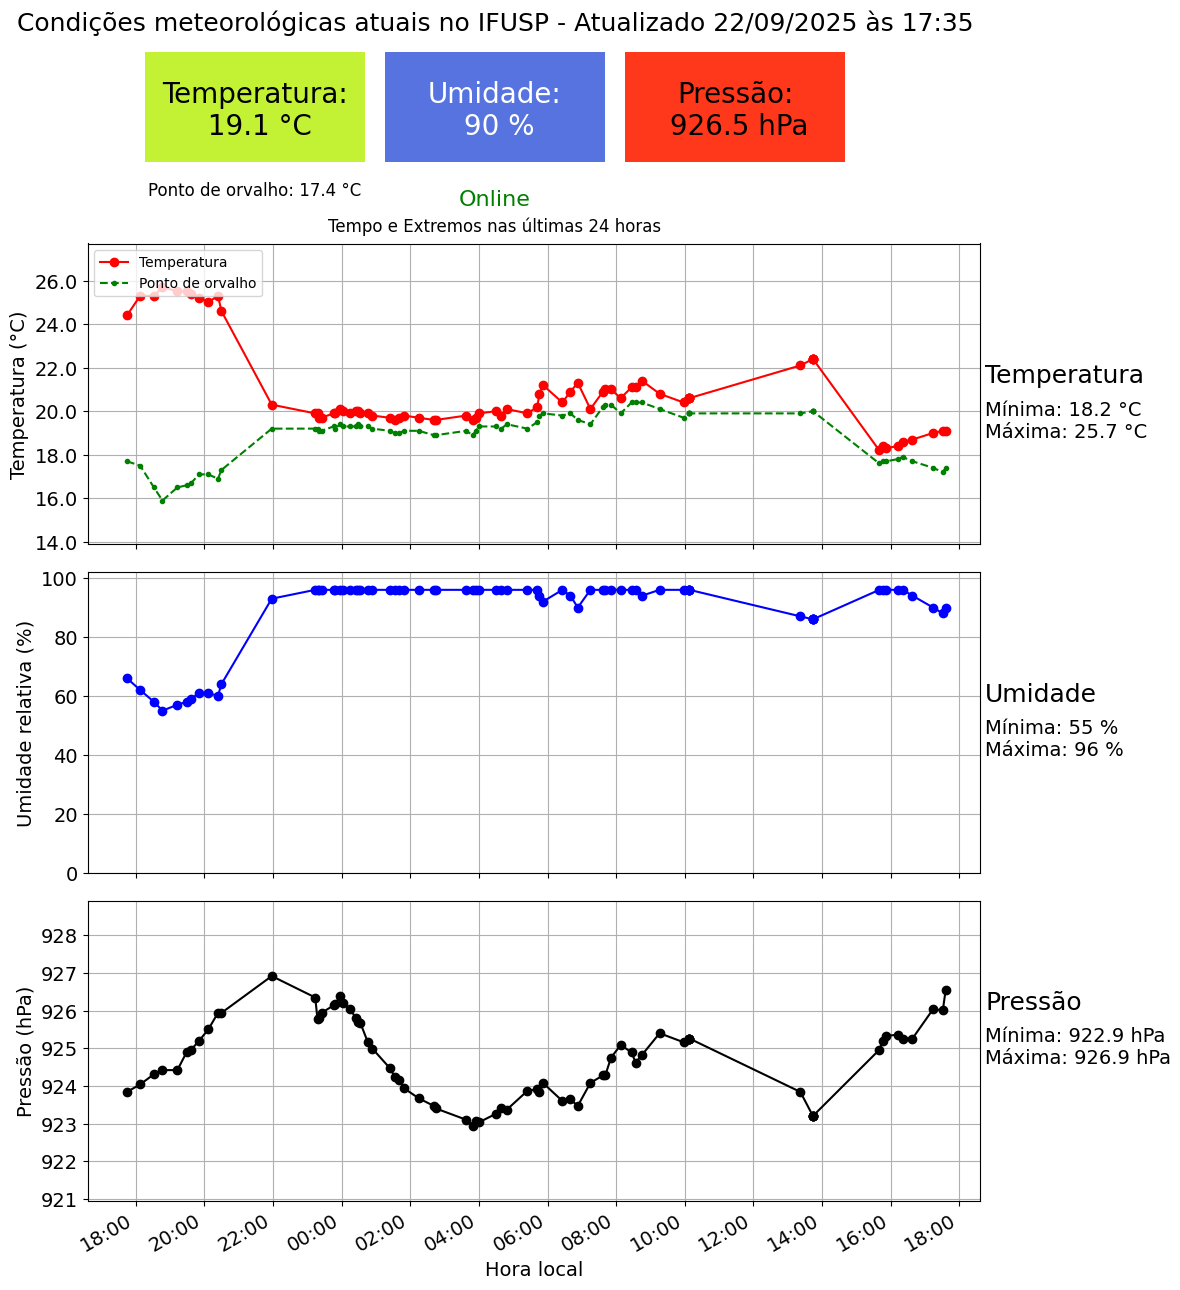 Condições meteorológicas atuais no IFUSP - Atualizado 22/09/2025 às 17:35
Temperatura:
19.1 °C
Umidade:
90 %
Pressão:
926.5 hPa
Ponto de orvalho: 17.4 °C
Online
Tempo e Extremos nas últimas 24 horas
Temperatura
Ponto de orvalho
Temperatura (°C)
26.0
24.0
22.0
20.0
18.0
16.0
14.0
Temperatura
Mínima: 18.2 °C
Máxima: 25.7 °C
Umidade relativa (%)
100
80
60
40
20
0
Umidade
Mínima: 55 %
Máxima: 96 %
Pressão (hPa)
928
927
926
925
924
923
922
921
Pressão
Mínima: 922.9 hPa
Máxima: 926.9 hPa
18:00
20:00
22:00
00:00
02:00
04:00
06:00
08:00
10:00
12:00
14:00
16:00
18:00
Hora local